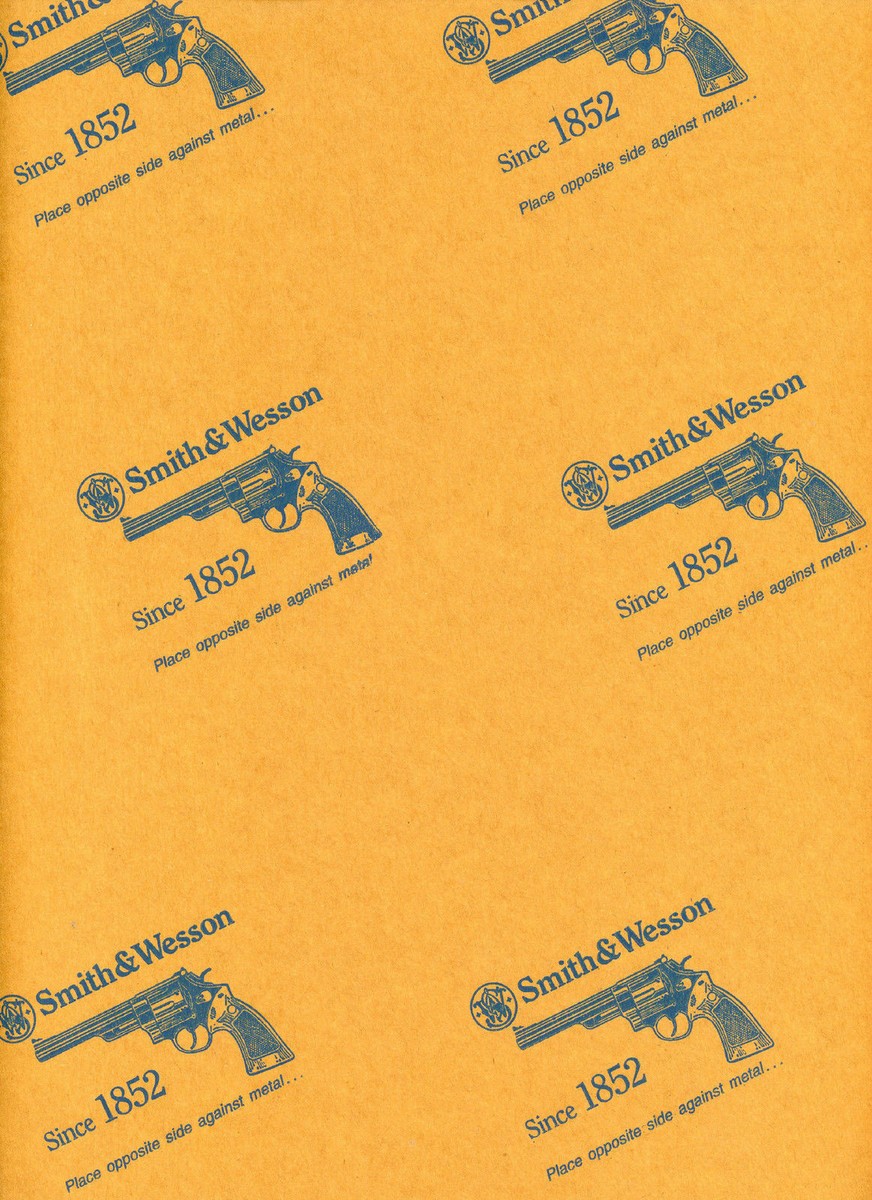 Smith&
Since 1852
Place opposite side against metal...
Since 1852
Place opposite side against metal...
Smith&Wesson
Since 1852
Place opposite side against metal
Smith&Wesson
Since 1852
Place opposite side against metal...
Smith&Wesson
Since 1852
Place opposite side against metal...
Smith&Wesson
Since 1852
Place opposite side against metal...